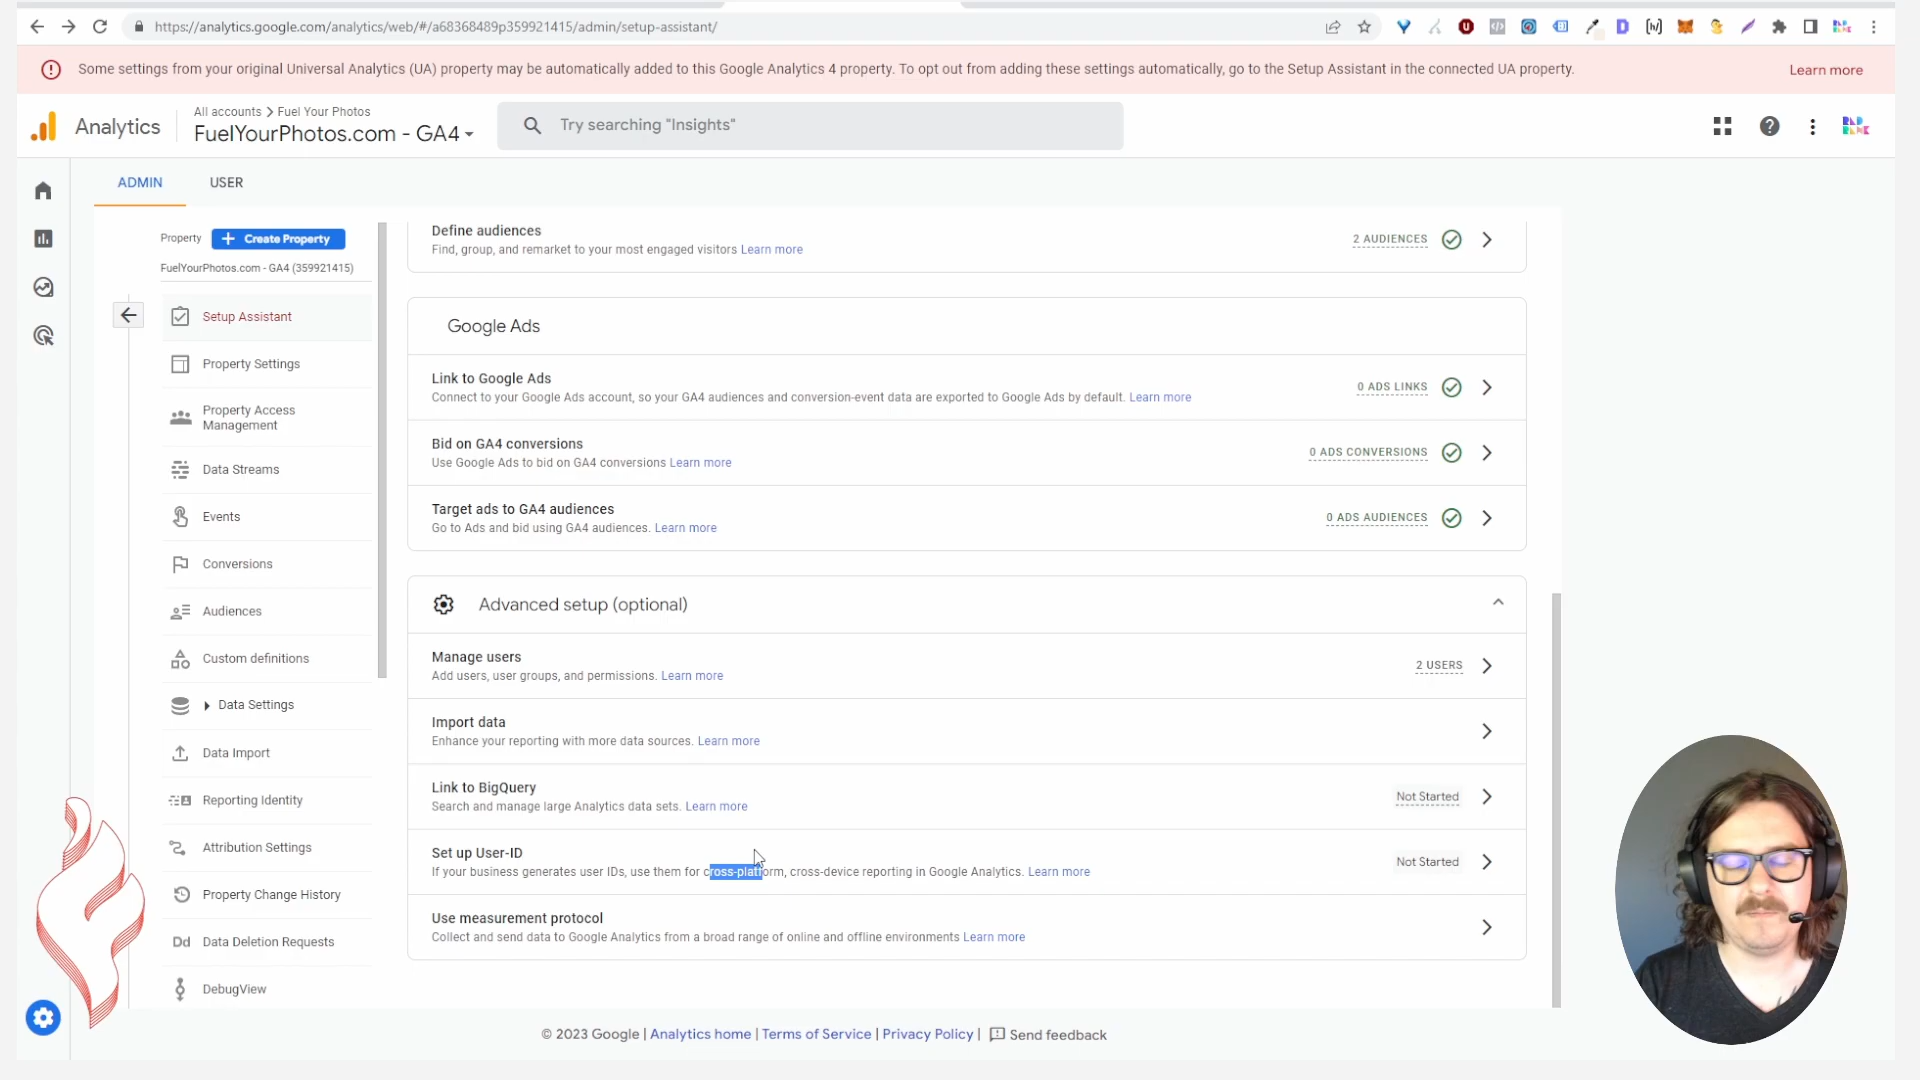 https://analytics.google.com/analytics/web/#/a68368489p359921415/admin/setup-assistant/
Some settings from your original Universal Analytics (UA) property may be automatically added to this Google Analytics 4 property. To opt out from adding these settings automatically, go to the Setup Assistant in the connected UA property.
Learn more
Analytics
All accounts > Fuel Your Photos
FuelYourPhotos.com - GA4
Try searching "Insights"
ADMIN
USER
Property
Create Property
FuelYourPhotos.com - GA4 (359921415)
Setup Assistant
Property Settings
Property Access
Management
Data Streams
Events
Conversions
Audiences
Custom definitions
Data Settings
Data Import
Reporting Identity
Attribution Settings
Property Change History
Dd Data Deletion Requests
DebugView
Define audiences
Find, group, and remarket to your most engaged visitors Learn more
2 AUDIENCES
Google Ads
Link to Google Ads
Connect to your Google Ads account, so your GA4 audiences and conversion-event data are exported to Google Ads by default. Learn more
0 ADS LINKS
Bid on GA4 conversions
Use Google Ads to bid on GA4 conversions Learn more
0 ADS CONVERSIONS
Target ads to GA4 audiences
Go to Ads and bid using GA4 audiences. Learn more
0 ADS AUDIENCES
Advanced setup (optional)
Manage users
Add users, user groups, and permissions. Learn more
2 USERS
Import data
Enhance your reporting with more data sources. Learn more
Link to BigQuery
Search and manage large Analytics data sets. Learn more
Not Started
Set up User-ID
If your business generates user IDs, use them for cross-platform, cross-device reporting in Google Analytics. Learn more
Not Started
Use measurement protocol
Collect and send data to Google Analytics from a broad range of online and offline environments Learn more
© 2023 Google | Analytics home | Terms of Service | Privacy Policy | Send feedback